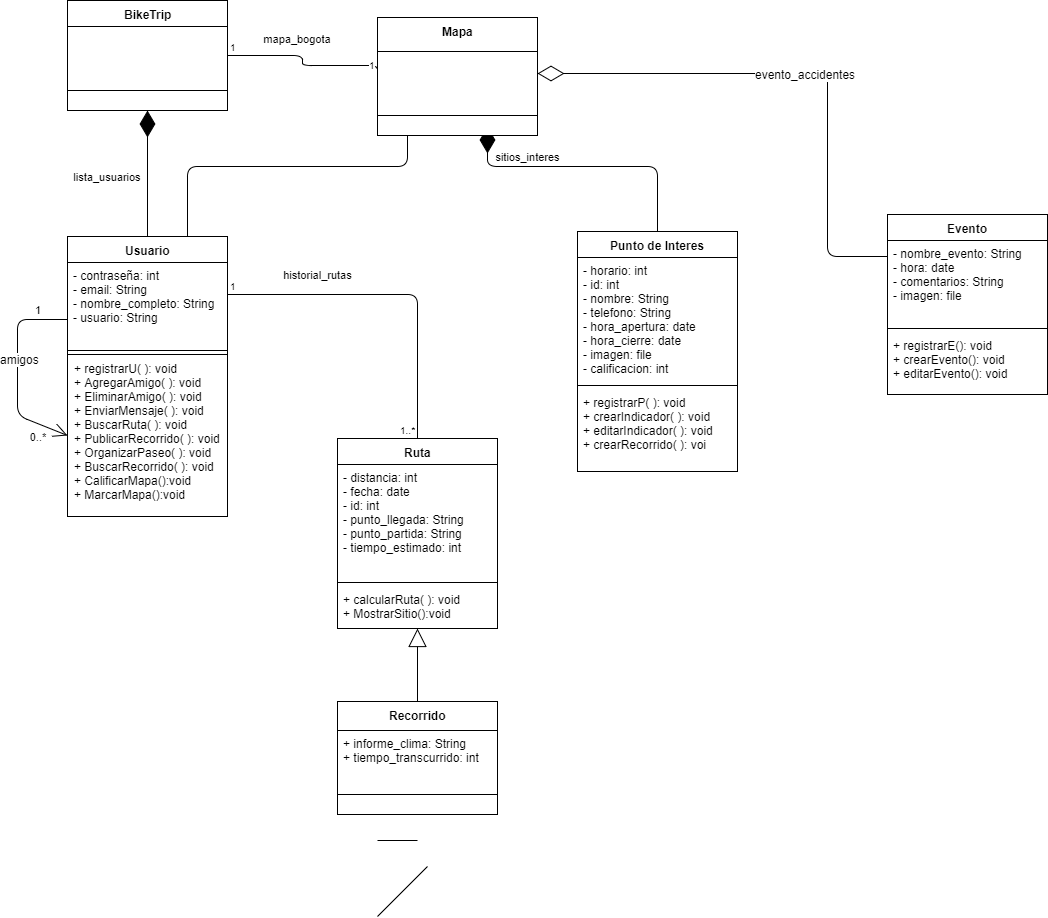 BikeTrip
1
mapa_bogota
1
Mapa
evento_accidentes
sitios_interes
lista_usuarios
Usuario
- contraseña: int
- email: String
- nombre_completo: String
- usuario: String
+ registrarU( ): void
+ AgregarAmigo( ): void
+ EliminarAmigo( ): void
+ EnviarMensaje( ): void
+ BuscarRuta( ): void
+ PublicarRecorrido( ): void
+ OrganizarPaseo( ): void
+ BuscarRecorrido( ): void
+ CalificarMapa():void
+ MarcarMapa():void
1
amigos
0..*
1
historial_rutas
1..*
Punto de Interes
- horario: int
- id: int
- nombre: String
- telefono: String
- hora_apertura: date
- hora_cierre: date
- imagen: file
- calificacion: int
+ registrarP( ): void
+ crearIndicador( ): void
+ editarIndicador( ): void
+ crearRecorrido( ): voi
Evento
- nombre_evento: String
- hora: date
- comentarios: String
- imagen: file
+ registrarE(): void
+ crearEvento(): void
+ editarEvento(): void
Ruta
- distancia: int
- fecha: date
- id: int
- punto_llegada: String
- punto_partida: String
- tiempo_estimado: int
+ calcularRuta( ): void
+ MostrarSitio():void
Recorrido
+ informe_clima: String
+ tiempo_transcurrido: int